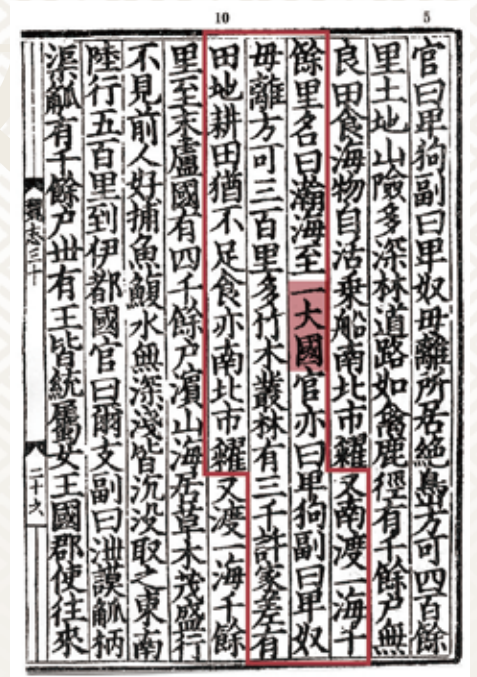 5
10
官曰卑狗副曰卑奴毋離所居絶島方可四百餘
里土地山險多深林道路如禽鹿徑有千餘户無
良田食海物自活乗船南北市糴又南渡一海千
餘里名曰瀚海至一大國官亦曰卑狗副曰卑奴
毋離方可三百里多竹木叢林有三千許家差有
田地耕田猶不足食亦南北市糴又渡一海千餘
里至末盧國有四千餘户濱山海居草木茂盛行
不見前人好捕魚鰒水無深淺皆沉没取之東南
陸行五百里到伊都國官曰爾支副曰泄謨觚柄
渠觚有千餘户丗有王皆統屬女王國郡使往來
魏志三十
二十六